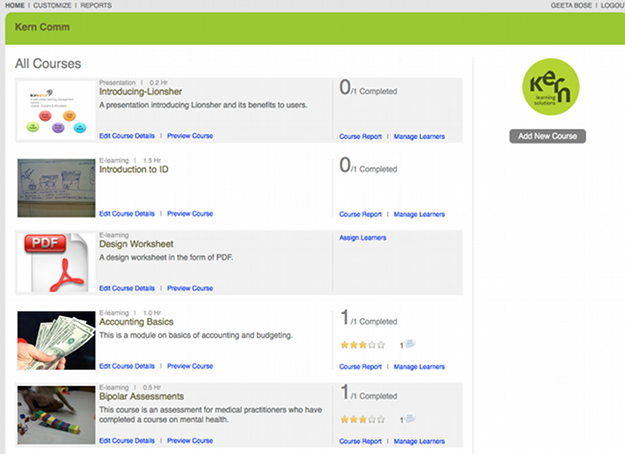 HOME | CUSTOMIZE | REPORTS
GEETA BOSE | LOGOU
Kern Comm
All Courses
Presentation | 0.2 Hr
Introducing-Lionsher
A presentation introducing Lionsher and its benefits to users.
Edit Course Details | Preview Course
0/1 Completed
Course Report | Manage Learners
kern
learning
solutions
Add New Course
E-learning | 1.5 Hr
Introduction to ID
Edit Course Details | Preview Course
0/1 Completed
Course Report | Manage Learners
PDF
E-learning
Design Worksheet
A design worksheet in the form of PDF.
Edit Course Details | Preview Course
Assign Learners
E-learning | 1.0 Hr
Accounting Basics
This is a module on basics of accounting and budgeting.
Edit Course Details | Preview Course
1/1 Completed
1
Course Report | Manage Learners
E-learning | 0.5 Hr
Bipolar Assessments
This course is an assessment for medical practitioners who have
completed a course on mental health.
Edit Course Details | Preview Course
1/1 Completed
1
Course Report | Manage Learners